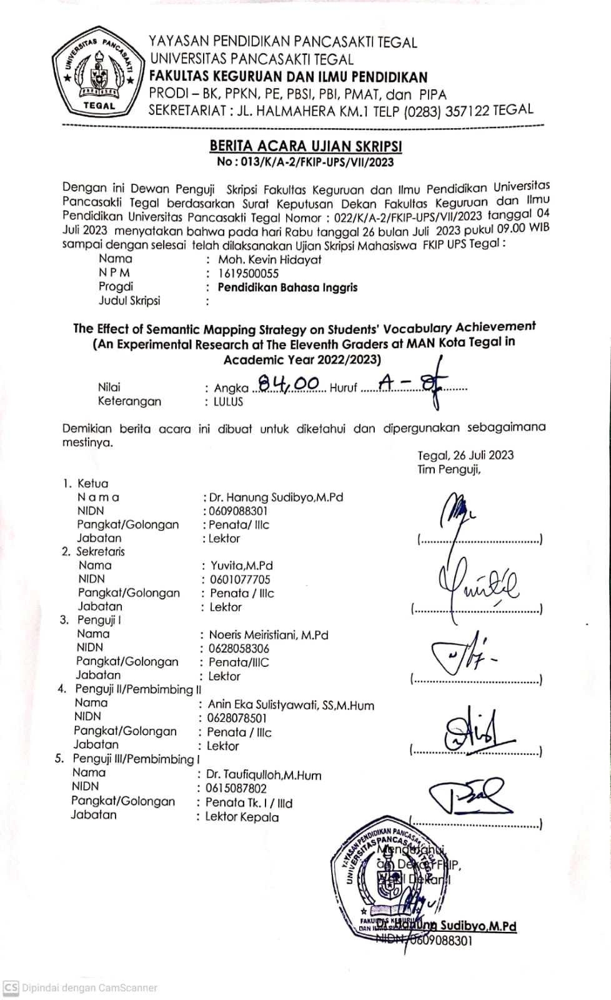 UNIVERSITAS PANCASAKTI
TEGAL
YAYASAN PENDIDIKAN PANCASAKTI TEGAL
UNIVERSITAS PANCASAKTI TEGAL
FAKULTAS KEGURUAN DAN ILMU PENDIDIKAN
PRODI – BK, PPKN, PE, PBSI, PBI, PMAT, dan PIPA
SEKRETARIAT : JL. HALMAHERA KM.1 TELP (0283) 357122 TEGAL
BERITA ACARA UJIAN SKRIPSI
No : 013/K/A-2/FKIP-UPS/VII/2023
Dengan ini Dewan Penguji Skripsi Fakultas Keguruan dan Ilmu Pendidikan Universitas
Pancasakti Tegal berdasarkan Surat Keputusan Dekan Fakultas Keguruan dan Ilmu
Pendidikan Universitas Pancasakti Tegal Nomor : 022/K/A-2/FKIP-UPS/VII/2023 tanggal 04
Juli 2023 menyatakan bahwa pada hari Rabu tanggal 26 bulan Juli 2023 pukul 09.00 WIB
sampai dengan selesai telah dilaksanakan Ujian Skripsi Mahasiswa FKIP UPS Tegal :
Nama : Moh. Kevin Hidayat
N P M : 1619500055
Progdi : Pendidikan Bahasa Inggris
Judul Skripsi :
The Effect of Semantic Mapping Strategy on Students' Vocabulary Achievement
(An Experimental Research at The Eleventh Graders at MAN Kota Tegal in
Academic Year 2022/2023)
Nilai : Angka ...84,00... Huruf ......A -......
Keterangan : LULUS
Demikian berita acara ini dibuat untuk diketahui dan dipergunakan sebagaimana
mestinya.
Tegal, 26 Juli 2023
Tim Penguji,
1. Ketua
N a m a : Dr. Hanung Sudibyo,M.Pd
NIDN : 0609088301
Pangkat/Golongan : Penata/ IIIc
Jabatan : Lektor (....................................)
2. Sekretaris
Nama : Yuvita,M.Pd
NIDN : 0601077705
Pangkat/Golongan : Penata / IIIc
Jabatan : Lektor (....................................)
3. Penguji I
Nama : Noeris Meiristiani, M.Pd
NIDN : 0628058306
Pangkat/Golongan : Penata/IIIC
Jabatan : Lektor (....................................)
4. Penguji II/Pembimbing II
Nama : Anin Eka Sulistyawati, SS,M.Hum
NIDN : 0628078501
Pangkat/Golongan : Penata / IIIc
Jabatan : Lektor (....................................)
5. Penguji III/Pembimbing I
Nama : Dr. Taufiqulloh,M.Hum
NIDN : 0615087802
Pangkat/Golongan : Penata Tk. I / IIId
Jabatan : Lektor Kepala (....................................)
YAYASAN PENDIDIKAN PANCASAKTI TEGAL
UNIVERSITAS PANCASAKTI TEGAL
Mengetahui,
Dekan FKIP,
Wakil Dekan I
FAKULTAS KEGURUAN
DAN ILMU
Dr. Hanung Sudibyo,M.Pd
NIDN. 0609088301
CS Dipindai dengan CamScanner